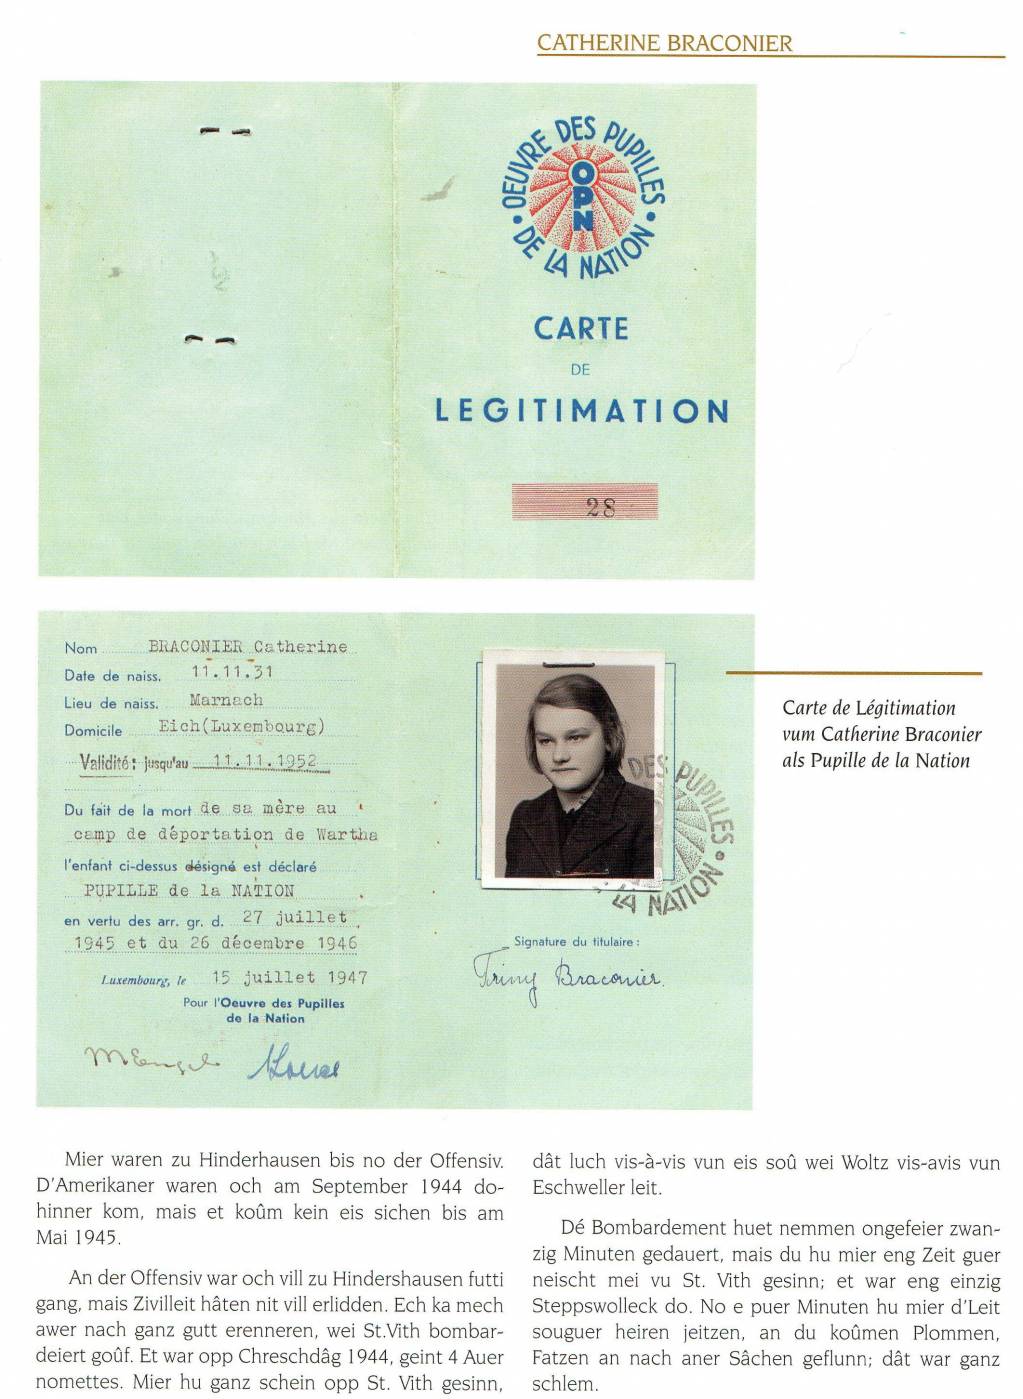 CATHERINE BRACONIER
OEUVRE DES PUPILLES
DE LA NATION
OPN
CARTE
DE
LEGITIMATION
28
Nom BRACONIER Catherine
Date de naiss. 11.11.31
Lieu de naiss. Marnach
Domicile Eich(Luxembourg)
Validité: jusqu'au 11.11.1952
Du fait de la mort de sa mère au
camp de déportation de Wartha
l'enfant ci-dessus désigné est déclaré
PUPILLE de la NATION
en vertu des arr. gr. d. 27 juillet
1945 et du 26 décembre 1946
Luxembourg, le 15 juillet 1947
Pour l'Oeuvre des Pupilles
de la Nation
DES PUPILLES
LA NATION
Signature du titulaire:
Triny Braconier.
Carte de Légitimation
vum Catherine Braconier
als Pupille de la Nation
Mier waren zu Hinderhausen bis no der Offensiv.
D'Amerikaner waren och am September 1944 do-
hinner kom, mais et koûm kein eis sichen bis am
Mai 1945.
An der Offensiv war och vill zu Hindershausen futti
gang, mais Zivilleit hâten nit vill erlidden. Ech ka mech
awer nach ganz gutt erenneren, wei St.Vith bombar-
deiert goûf. Et war opp Chreschdâg 1944, geint 4 Auer
nomettes. Mier hu ganz schein opp St. Vith gesinn,
dât luch vis-à-vis vun eis soû wei Woltz vis-avis vun
Eschweller leit.
Dé Bombardement huet nemmen ongefeier zwan-
zig Minuten gedauert, mais du hu mier eng Zeit guer
neischt mei vu St. Vith gesinn; et war eng einzig
Steppswolleck do. No e puer Minuten hu mier d'Leit
souguer heiren jeitzen, an du koûmen Plommen,
Fatzen an nach aner Sâchen geflunn; dât war ganz
schlem.